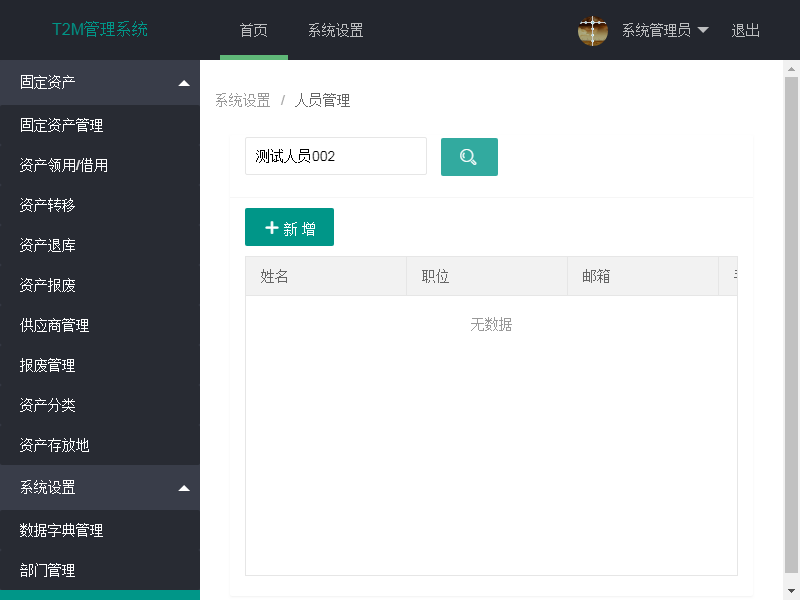 T2M管理系统
首页
系统设置
系统管理员
退出
固定资产
固定资产管理
资产领用/借用
资产转移
资产退库
资产报废
供应商管理
报废管理
资产分类
资产存放地
系统设置
数据字典管理
部门管理
系统设置 / 人员管理
测试人员002
新增
姓名
职位
邮箱
无数据